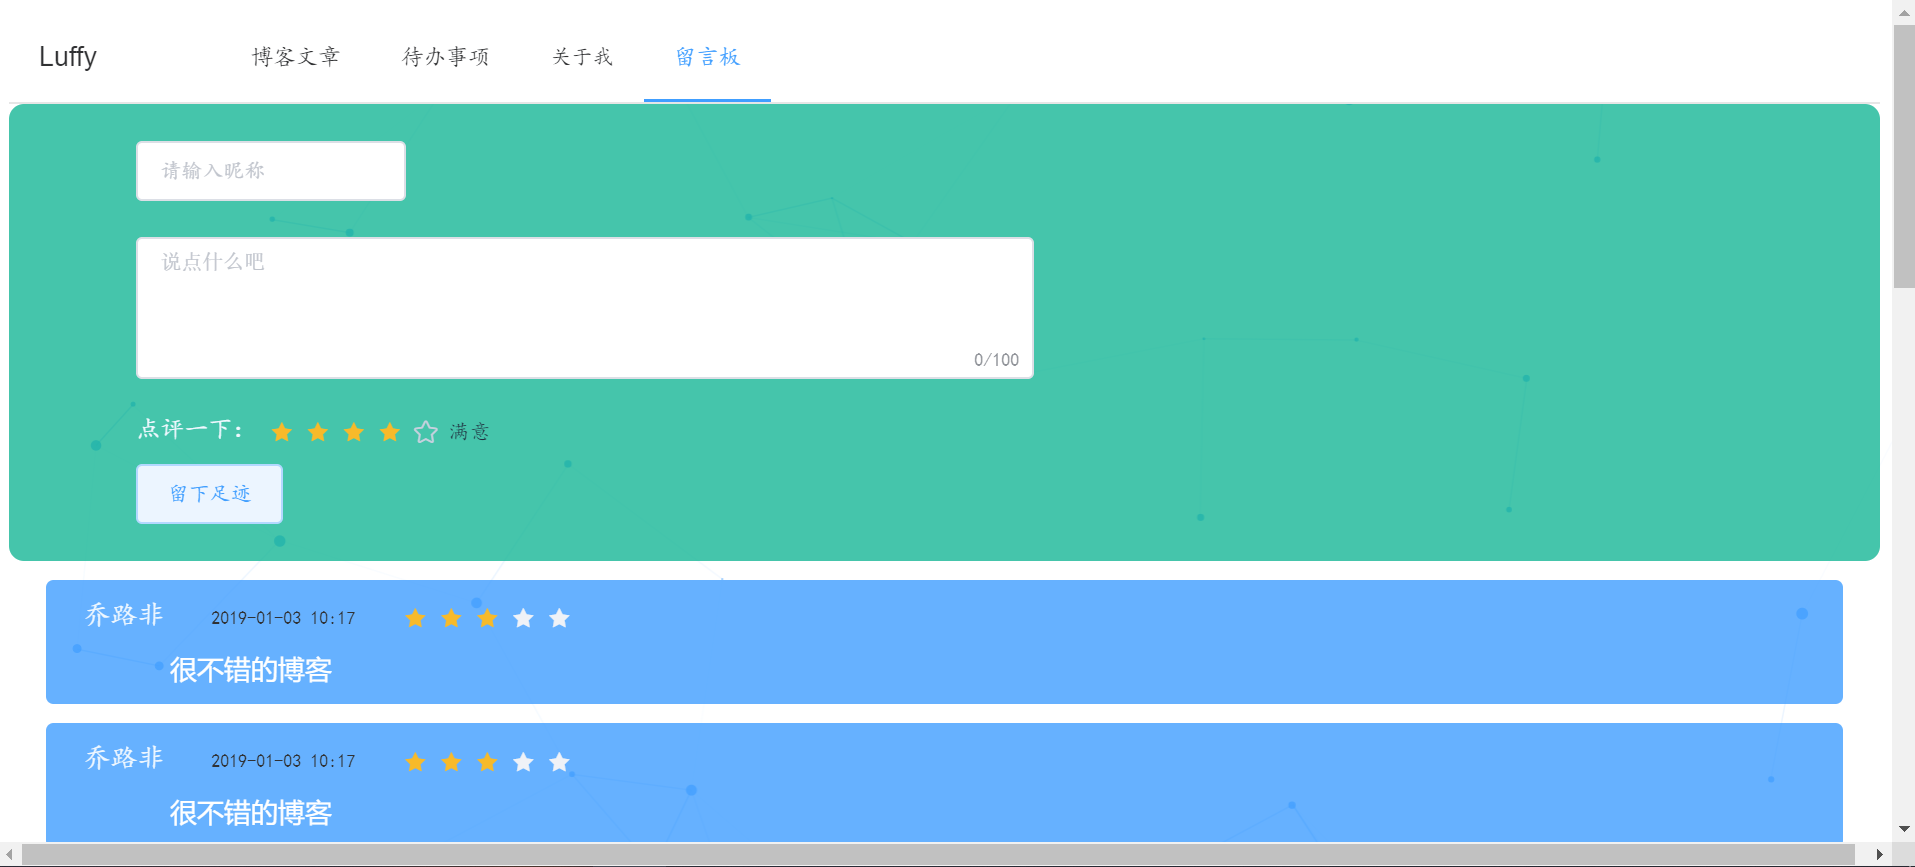 Luffy 博客文章 待办事项 关于我 留言板
请输入昵称
说点什么吧
0/100
点评一下： 满意
留下足迹
乔路非 2019-01-03 10:17
很不错的博客
乔路非 2019-01-03 10:17
很不错的博客